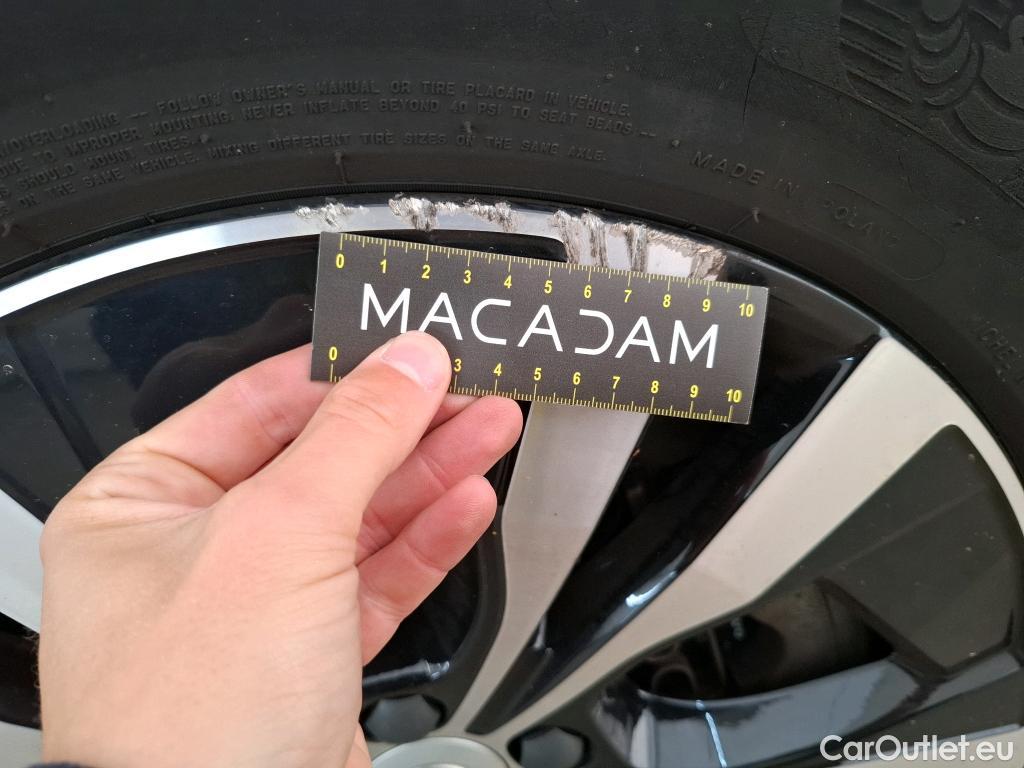 /OVERLOADING -- FOLLOW OWNER'S MANUAL OR TIRE PLACARD IN VEHICLE.
DUE TO IMPROPER MOUNTING. NEVER INFLATE BEYOND 40 PSI TO SEAT BEADS --
SHOULD MOUNT TIRES.
ON THE SAME VEHICLE. MIXING DIFFERENT TIRE SIZES ON THE SAME AXLE.
MADE IN POLAND
0 1 2 3 4 5 6 7 8 9 10
MACADAM
0 3 4 5 6 7 8 9 10
CarOutlet.eu